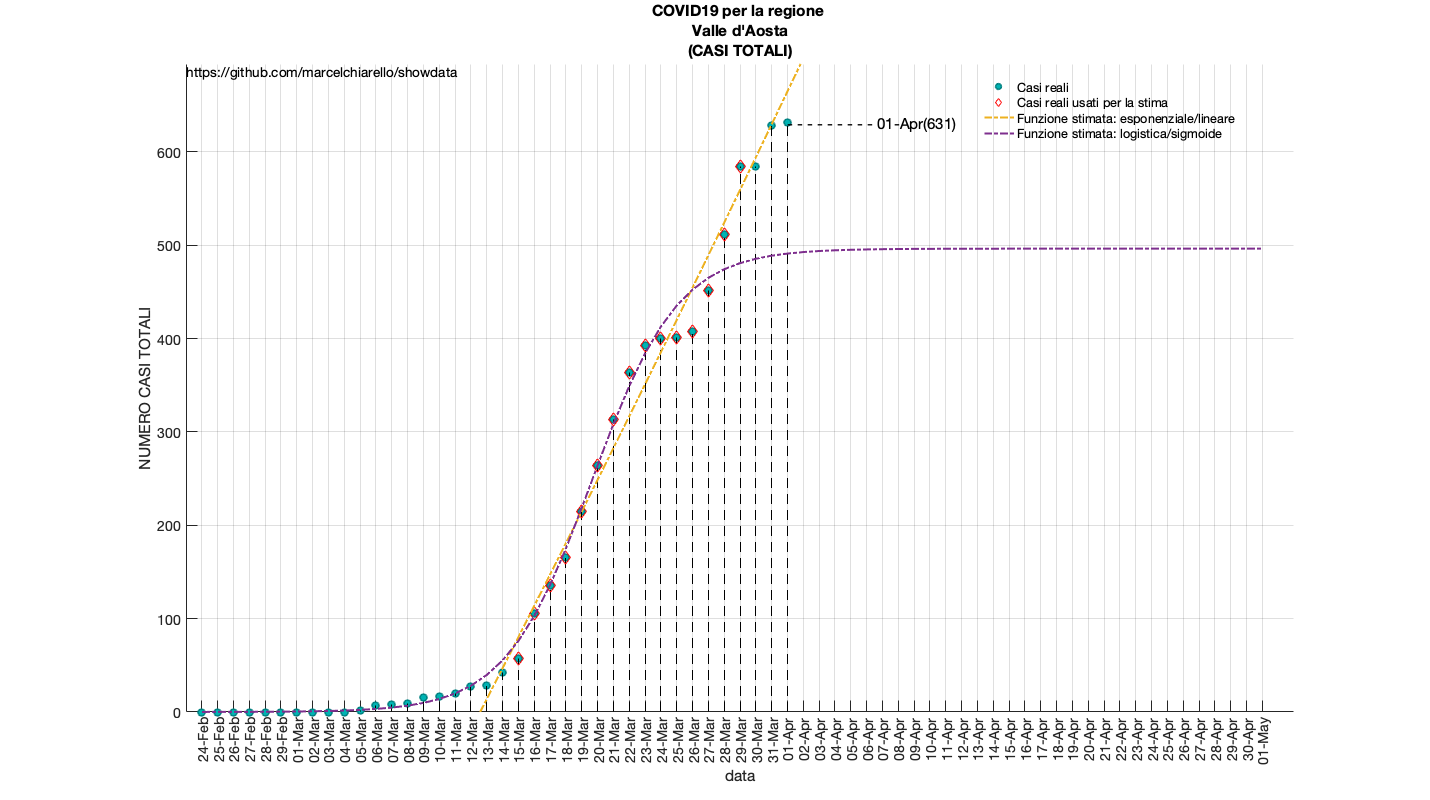 COVID19 per la regione
Valle d'Aosta
(CASI TOTALI)
https://github.com/marcelchiarello/showdata
Casi reali
Casi reali usati per la stima
Funzione stimata: esponenziale/lineare
Funzione stimata: logistica/sigmoide
01-Apr(631)
NUMERO CASI TOTALI
600
500
400
300
200
100
0
24-Feb
25-Feb
26-Feb
27-Feb
28-Feb
29-Feb
01-Mar
02-Mar
03-Mar
04-Mar
05-Mar
06-Mar
07-Mar
08-Mar
09-Mar
10-Mar
11-Mar
12-Mar
13-Mar
14-Mar
15-Mar
16-Mar
17-Mar
18-Mar
19-Mar
20-Mar
21-Mar
22-Mar
23-Mar
24-Mar
25-Mar
26-Mar
27-Mar
28-Mar
29-Mar
30-Mar
31-Mar
01-Apr
02-Apr
03-Apr
04-Apr
05-Apr
06-Apr
07-Apr
08-Apr
09-Apr
10-Apr
11-Apr
12-Apr
13-Apr
14-Apr
15-Apr
16-Apr
17-Apr
18-Apr
19-Apr
20-Apr
21-Apr
22-Apr
23-Apr
24-Apr
25-Apr
26-Apr
27-Apr
28-Apr
29-Apr
30-Apr
01-May
data